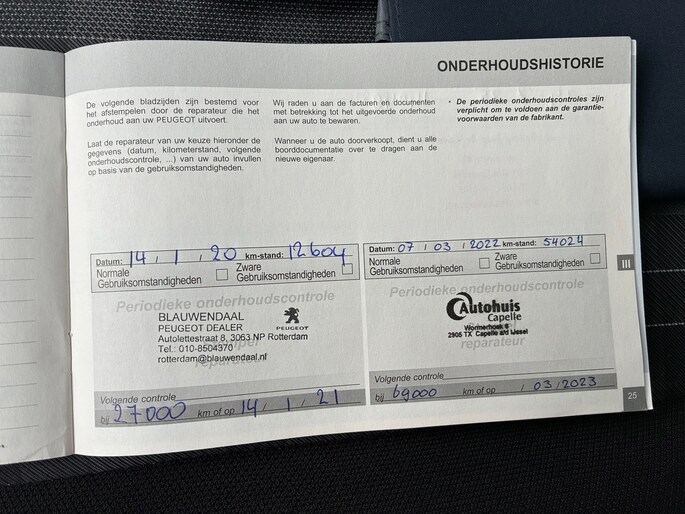 ONDERHOUDSHISTORIE
De volgende bladzijden zijn bestemd voor
het afstempelen door de reparateur die het
onderhoud aan uw PEUGEOT uitvoert.
Laat de reparateur van uw keuze hieronder de
gegevens (datum, kilometerstand, volgende
onderhoudscontrole, ...) van uw auto invullen
op basis van de gebruiksomstandigheden.
Wij raden u aan de facturen en documenten
met betrekking tot het uitgevoerde onderhoud
aan uw auto te bewaren.
Wanneer u de auto doorverkoopt, dient u alle
boorddocumentatie over te dragen aan de
nieuwe eigenaar.
• De periodieke onderhoudscontroles zijn
verplicht om te voldoen aan de garantie-
voorwaarden van de fabrikant.
Datum: 14 / 1 / 20 km-stand: 12604
Normale
Gebruiksomstandigheden
Zware
Gebruiksomstandigheden
Periodieke onderhoudscontrole
BLAUWENDAAL
PEUGEOT DEALER
PEUGEOT
Autolettestraat 8, 3063 NP Rotterdam
Tel.: 010-8504370
rotterdam@blauwendaal.nl
reparateur
Volgende controle
bij 27000 km of op 14 / 1 / 21
Datum: 07 / 03 / 2022 km-stand: 54024
Normale
Gebruiksomstandigheden
Zware
Gebruiksomstandigheden
Periodieke onderhoudscontrole
Autohuis
Capelle
Wormerhoek 8
2905 TX Capelle a/d IJssel
reparateur
Volgende controle
bij 69000 km of op / 03 / 2023
III
25